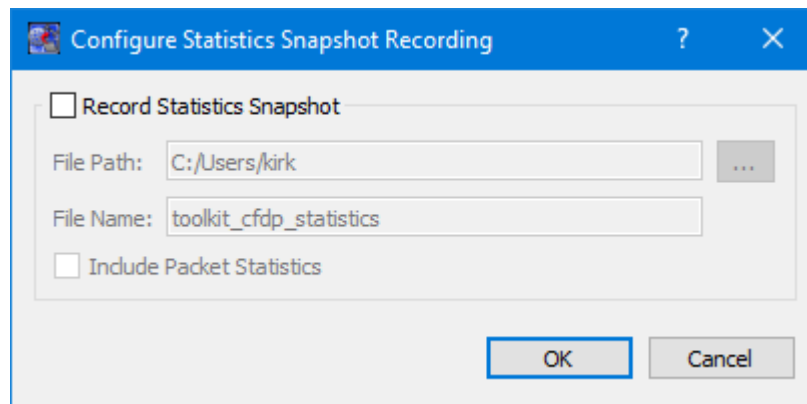 Configure Statistics Snapshot Recording ? ✕
Record Statistics Snapshot
File Path: C:/Users/kirk ...
File Name: toolkit_cfdp_statistics
Include Packet Statistics
OK Cancel